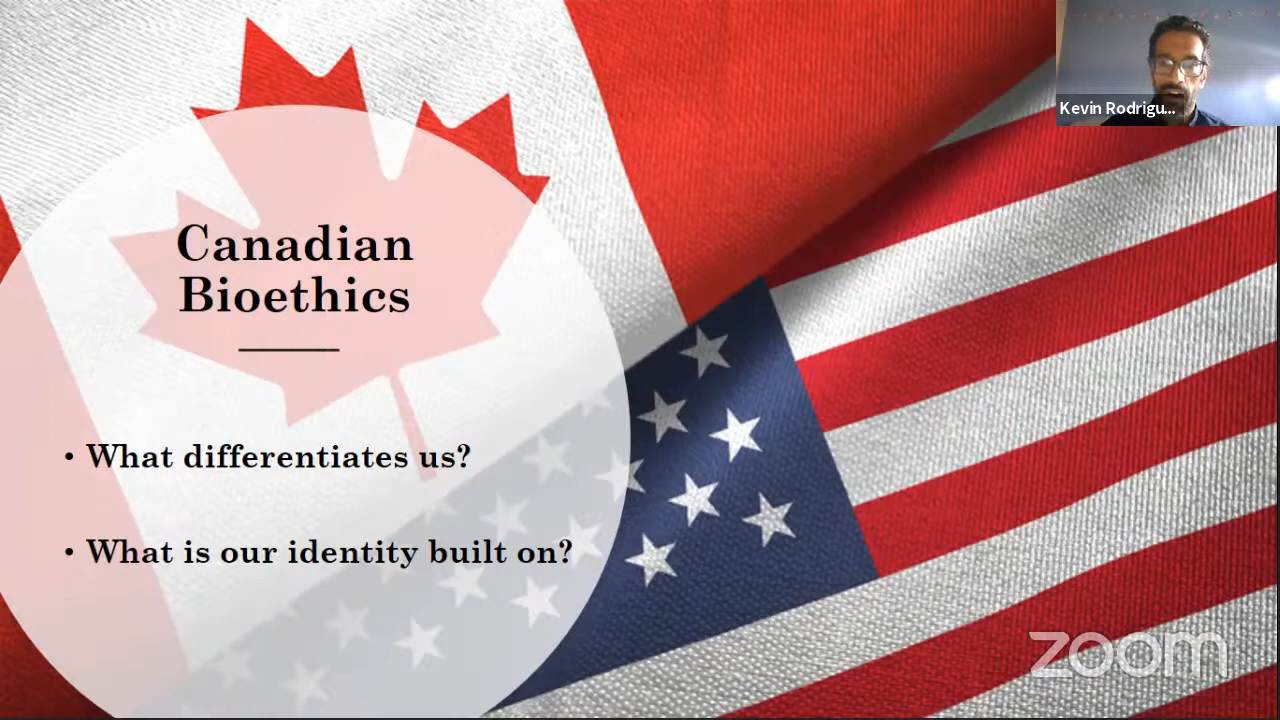 Kevin Rodrigu...
Canadian
Bioethics
• What differentiates us?
• What is our identity built on?
zoom